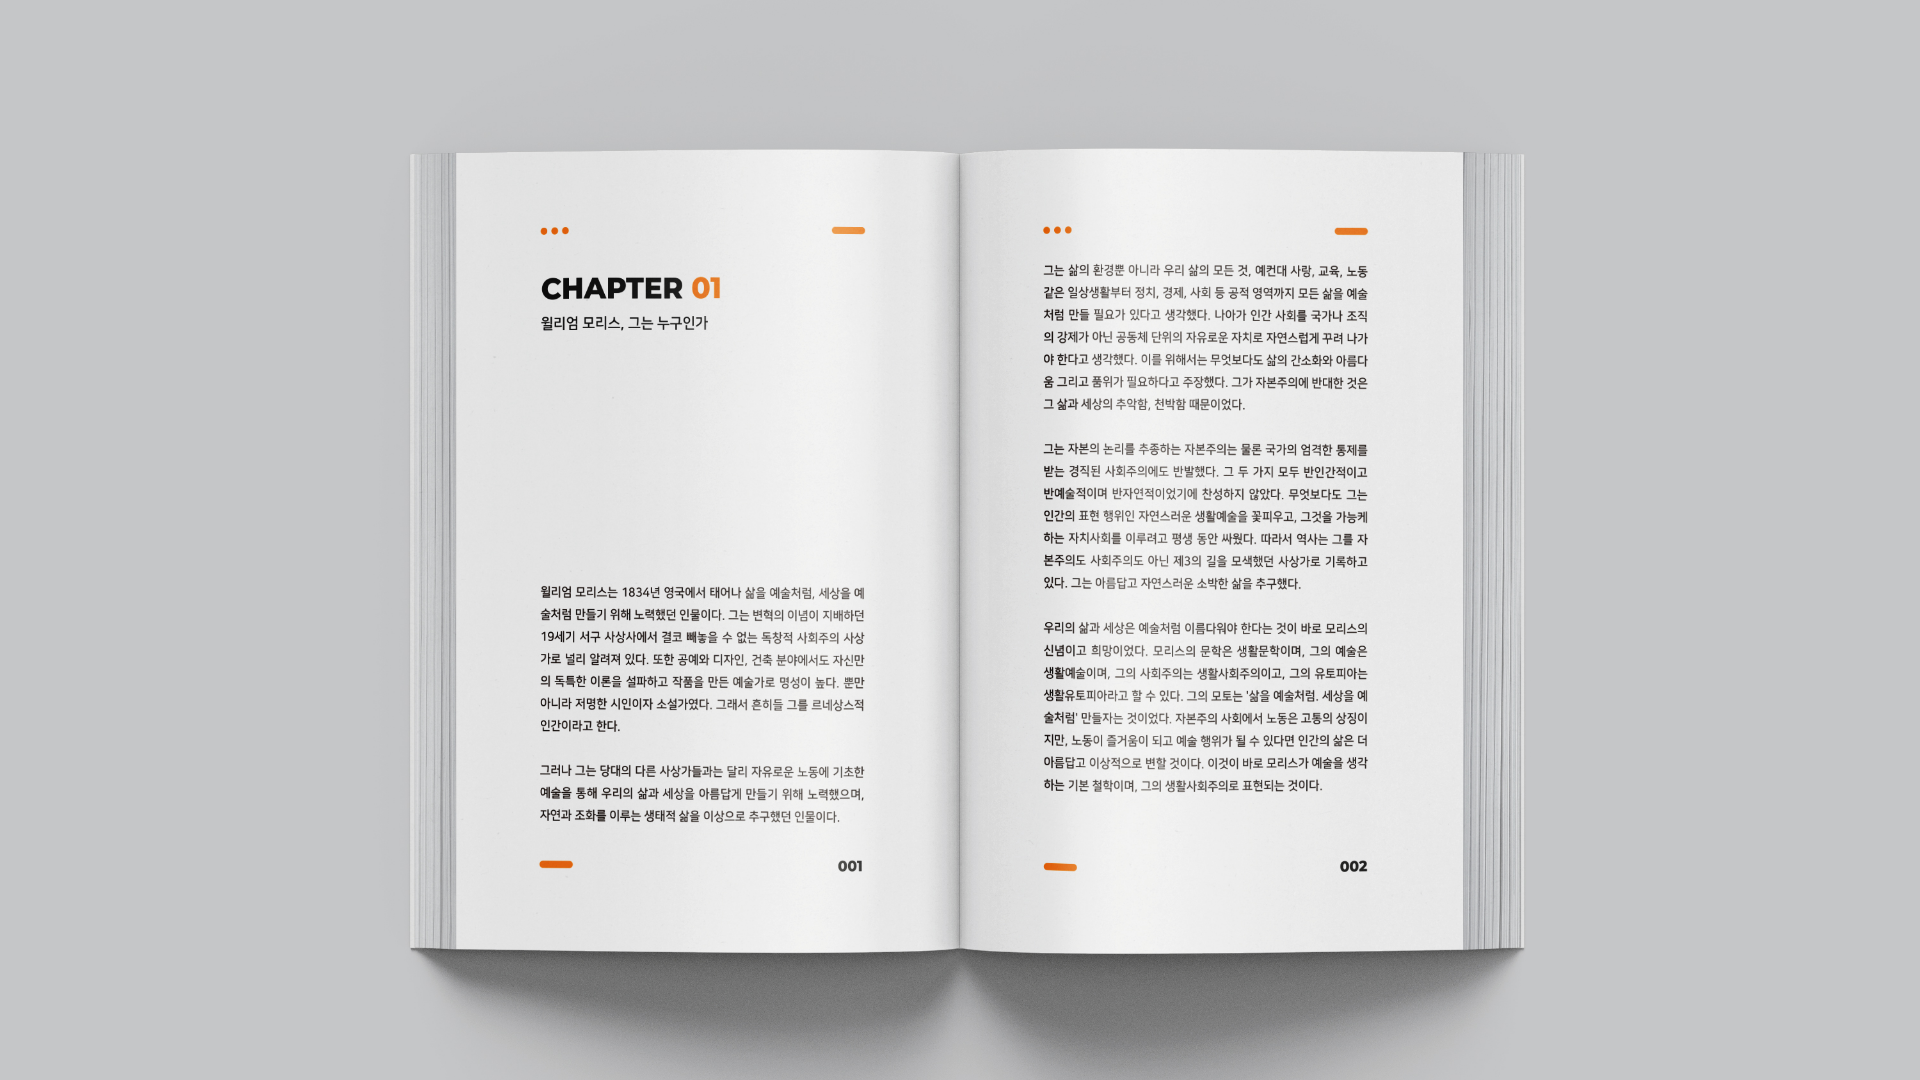 CHAPTER 01
윌리엄 모리스, 그는 누구인가
윌리엄 모리스는 1834년 영국에서 태어나 삶을 예술처럼, 세상을 예
술처럼 만들기 위해 노력했던 인물이다. 그는 변혁의 이념이 지배하던
19세기 서구 사상사에서 결코 빼놓을 수 없는 독창적 사회주의 사상
가로 널리 알려져 있다. 또한 공예와 디자인, 건축 분야에서도 자신만
의 독특한 이론을 설파하고 작품을 만든 예술가로 명성이 높다. 뿐만
아니라 저명한 시인이자 소설가였다. 그래서 흔히들 그를 르네상스적
인간이라고 한다.
그러나 그는 당대의 다른 사상가들과는 달리 자유로운 노동에 기초한
예술을 통해 우리의 삶과 세상을 아름답게 만들기 위해 노력했으며,
자연과 조화를 이루는 생태적 삶을 이상으로 추구했던 인물이다.
001
그는 삶의 환경뿐 아니라 우리 삶의 모든 것, 예컨대 사랑, 교육, 노동
같은 일상생활부터 정치, 경제, 사회 등 공적 영역까지 모든 삶을 예술
처럼 만들 필요가 있다고 생각했다. 나아가 인간 사회를 국가나 조직
의 강제가 아닌 공동체 단위의 자유로운 자치로 자연스럽게 꾸려 나가
야 한다고 생각했다. 이를 위해서는 무엇보다도 삶의 간소화와 아름다
움 그리고 품위가 필요하다고 주장했다. 그가 자본주의에 반대한 것은
그 삶과 세상의 추악함, 천박함 때문이었다.
그는 자본의 논리를 추종하는 자본주의는 물론 국가의 엄격한 통제를
받는 경직된 사회주의에도 반발했다. 그 두 가지 모두 반인간적이고
반예술적이며 반자연적이었기에 찬성하지 않았다. 무엇보다도 그는
인간의 표현 행위인 자연스러운 생활예술을 꽃피우고, 그것을 가능케
하는 자치사회를 이루려고 평생 동안 싸웠다. 따라서 역사는 그를 자
본주의도 사회주의도 아닌 제3의 길을 모색했던 사상가로 기록하고
있다. 그는 아름답고 자연스러운 소박한 삶을 추구했다.
우리의 삶과 세상은 예술처럼 이름다워야 한다는 것이 바로 모리스의
신념이고 희망이었다. 모리스의 문학은 생활문학이며, 그의 예술은
생활예술이며, 그의 사회주의는 생활사회주의이고, 그의 유토피아는
생활유토피아라고 할 수 있다. 그의 모토는 '삶을 예술처럼. 세상을 예
술처럼' 만들자는 것이었다. 자본주의 사회에서 노동은 고통의 상징이
지만, 노동이 즐거움이 되고 예술 행위가 될 수 있다면 인간의 삶은 더
아름답고 이상적으로 변할 것이다. 이것이 바로 모리스가 예술을 생각
하는 기본 철학이며, 그의 생활사회주의로 표현되는 것이다.
002